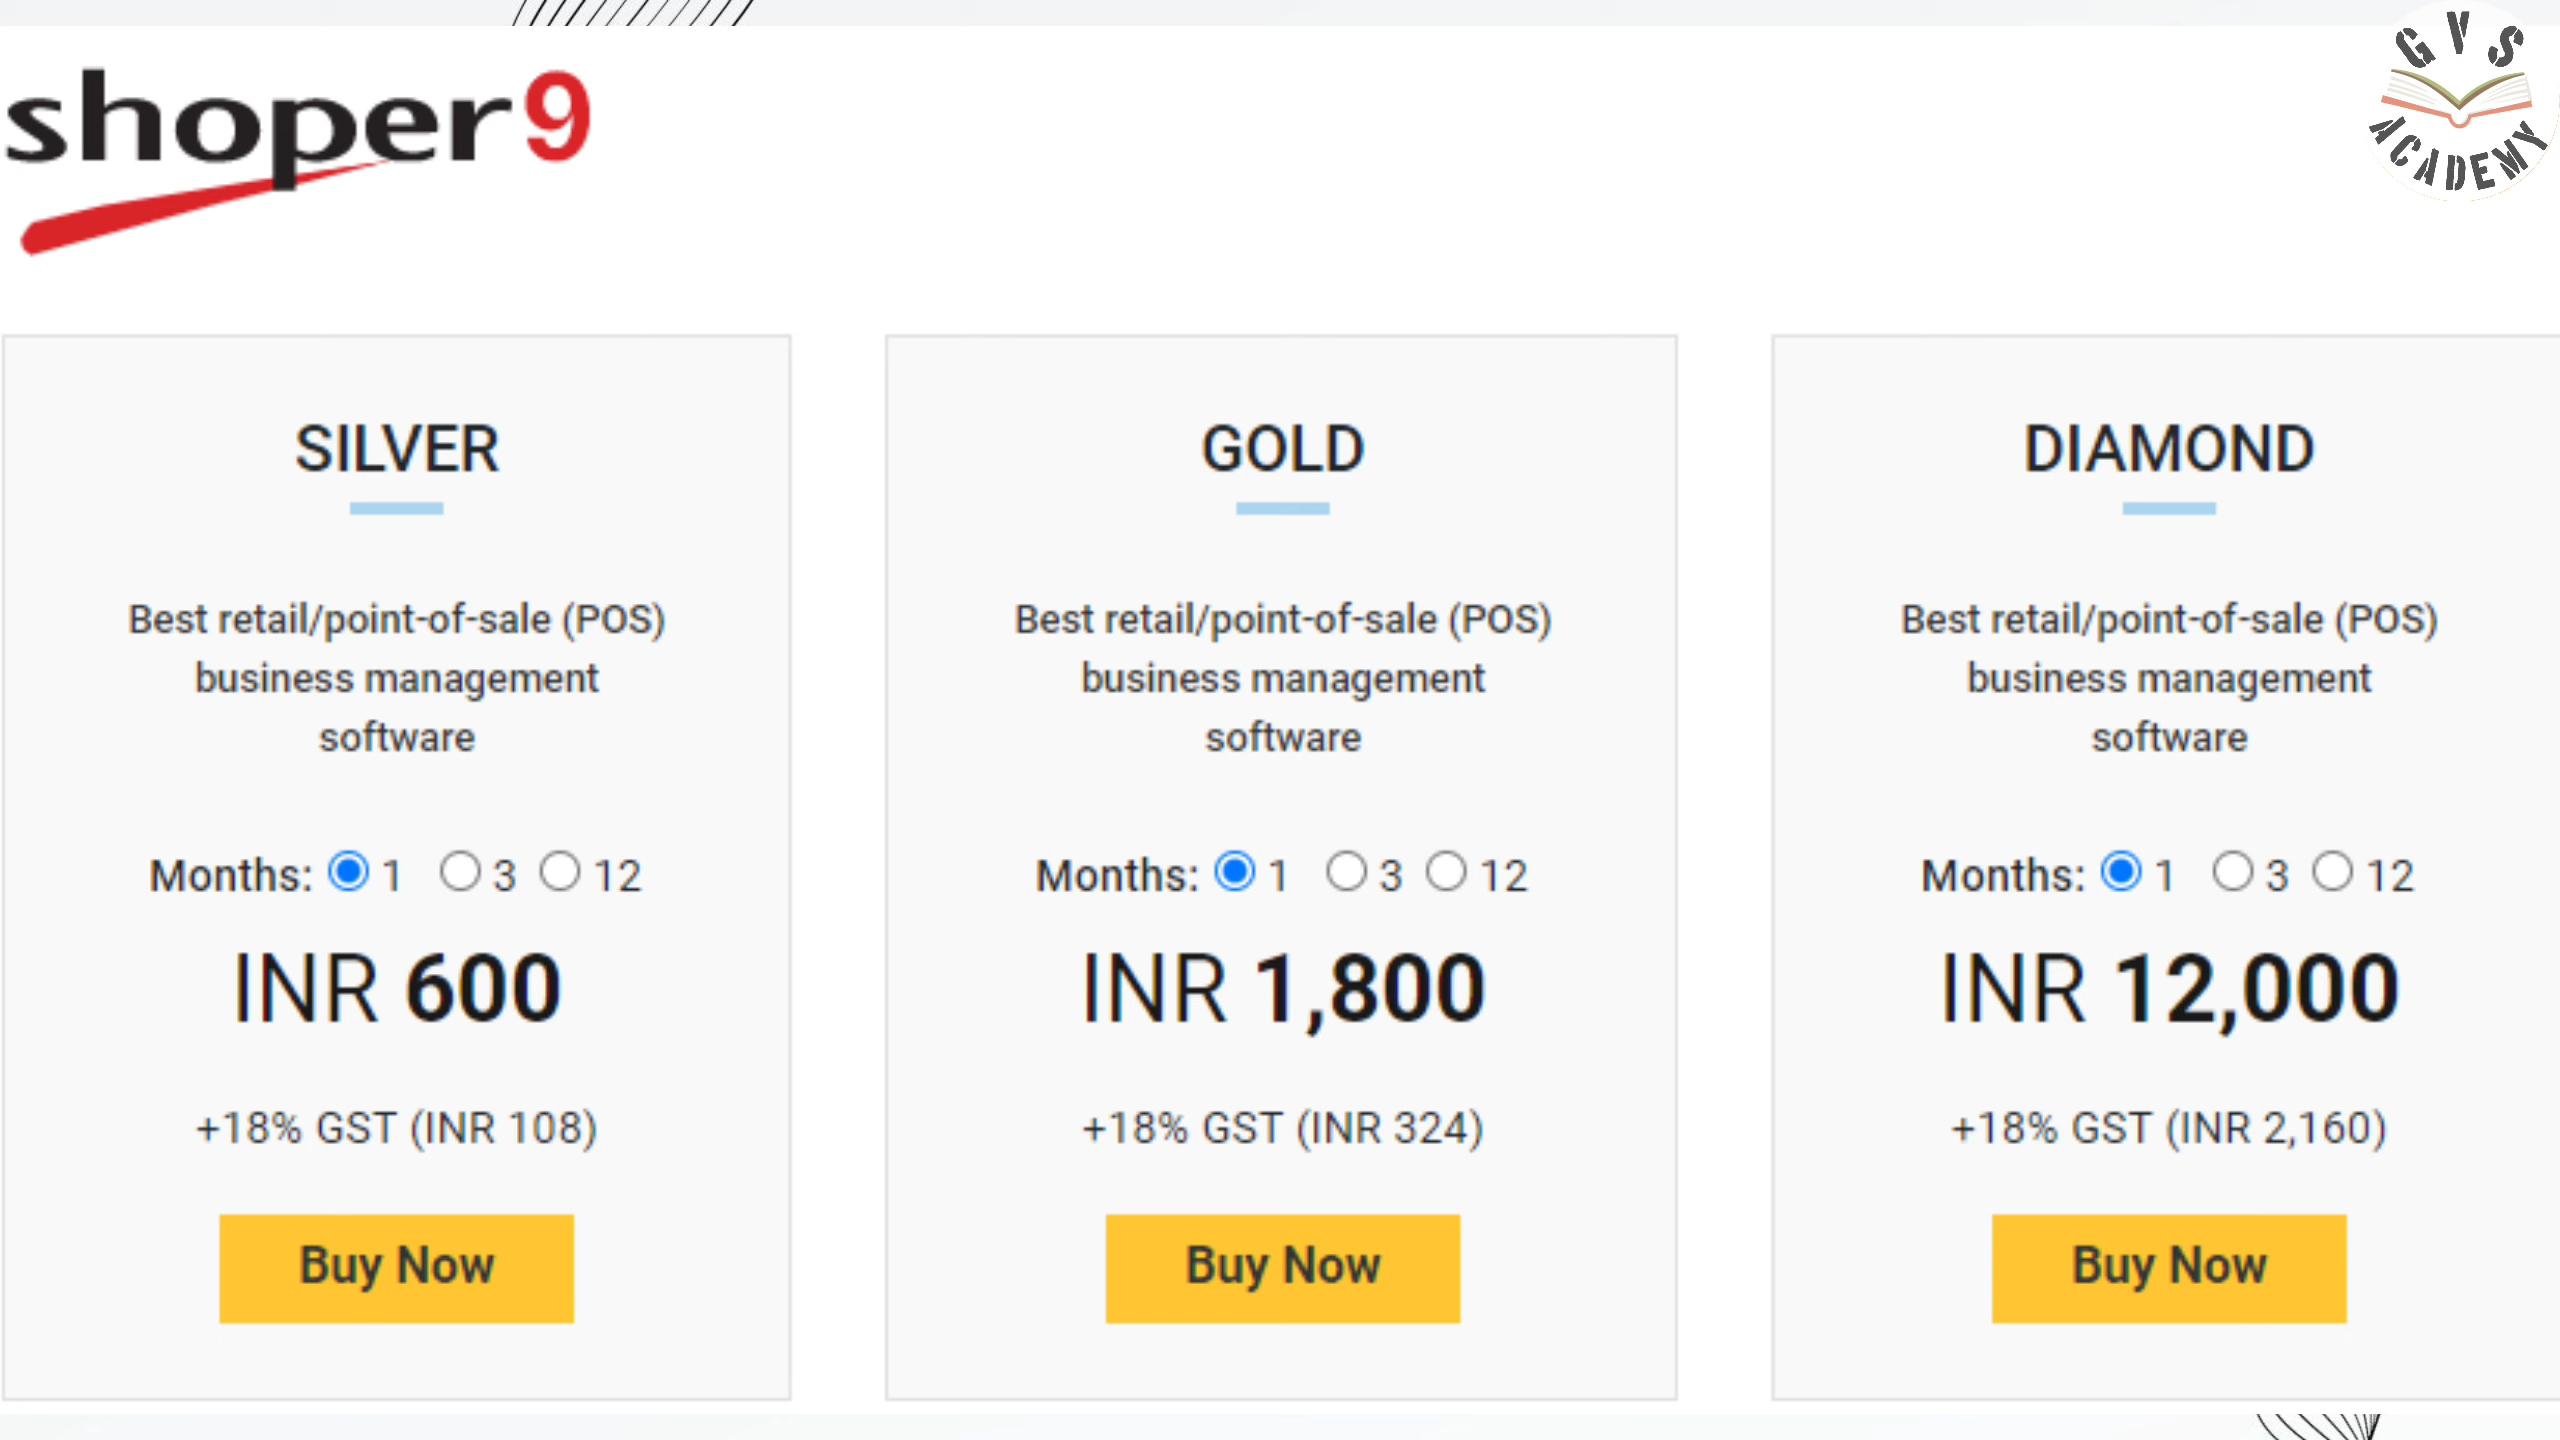 shoper9
GVS
ACADEMY
SILVER
Best retail/point-of-sale (POS)
business management
software
Months: 1 3 12
INR 600
+18% GST (INR 108)
Buy Now
GOLD
Best retail/point-of-sale (POS)
business management
software
Months: 1 3 12
INR 1,800
+18% GST (INR 324)
Buy Now
DIAMOND
Best retail/point-of-sale (POS)
business management
software
Months: 1 3 12
INR 12,000
+18% GST (INR 2,160)
Buy Now